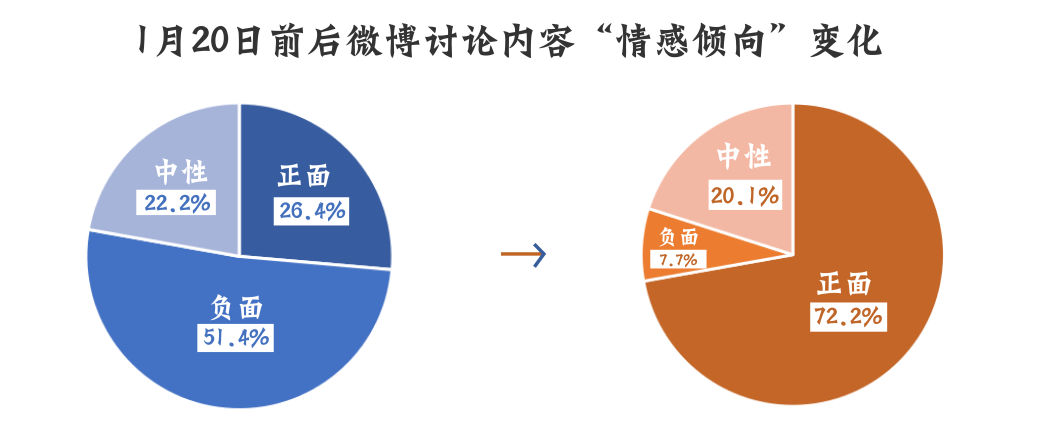 1月20日前后微博讨论内容“情感倾向”变化
中性
22.2%
正面
26.4%
负面
51.4%
中性
20.1%
负面
7.7%
正面
72.2%